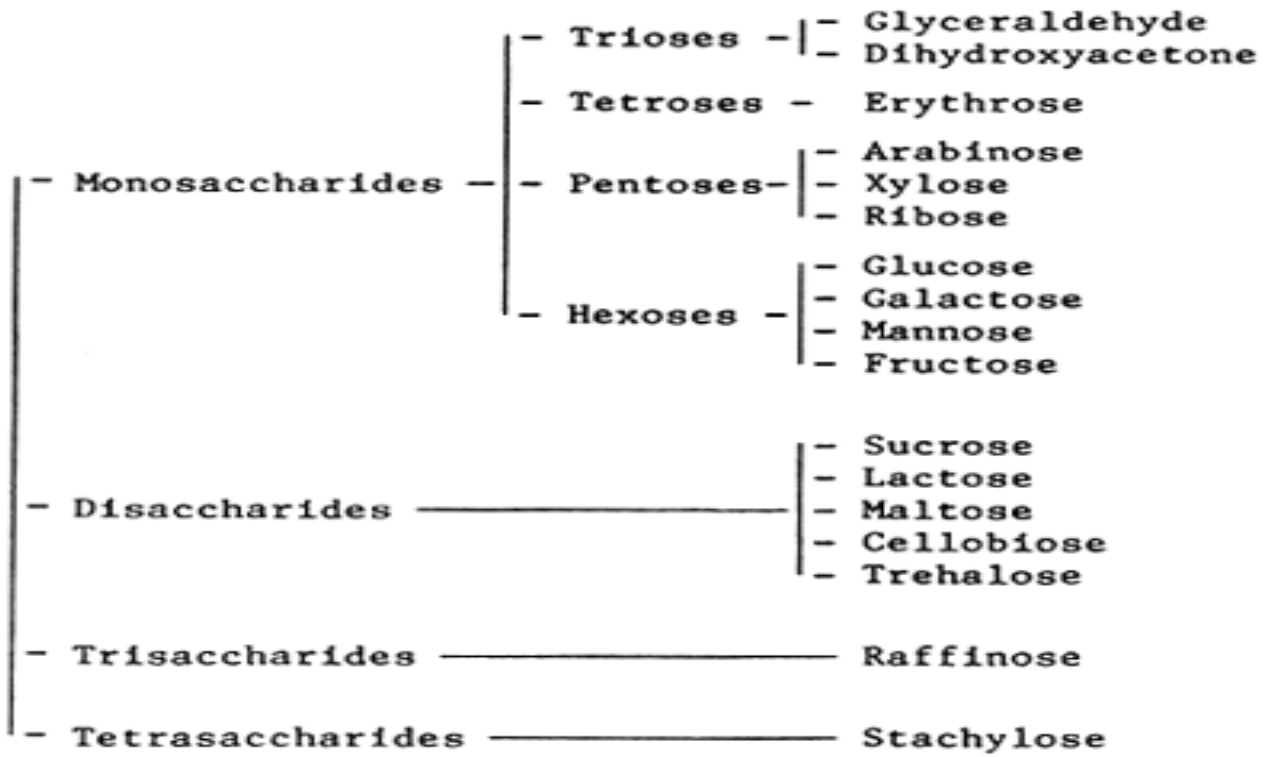 Glyceraldehyde
Trioses
Dihydroxyacetone
Tetroses Erythrose
Arabinose
Monosaccharides Pentoses Xylose
Ribose
Glucose
Galactose
Hexoses
Mannose
Fructose
Sucrose
Lactose
Disaccharides Maltose
Cellobiose
Trehalose
Trisaccharides Raffinose
Tetrasaccharides Stachylose